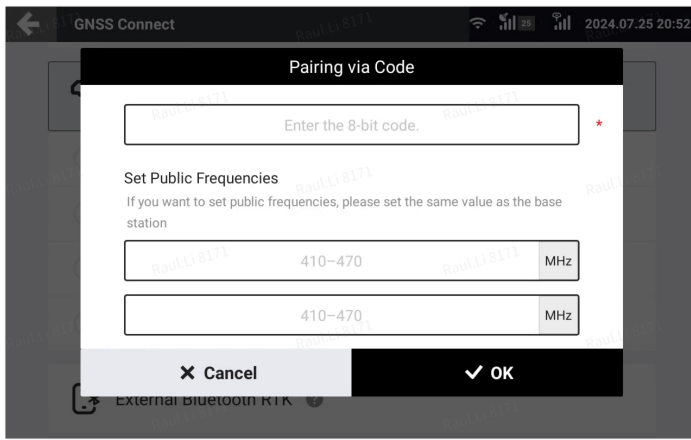 GNSS Connect
25
2024.07.25 20:52
Pairing via Code
Enter the 8-bit code.
*
Set Public Frequencies
If you want to set public frequencies, please set the same value as the base
station
410–470
MHz
410–470
MHz
Cancel
OK
External Bluetooth RTK
Raul.Li 8171